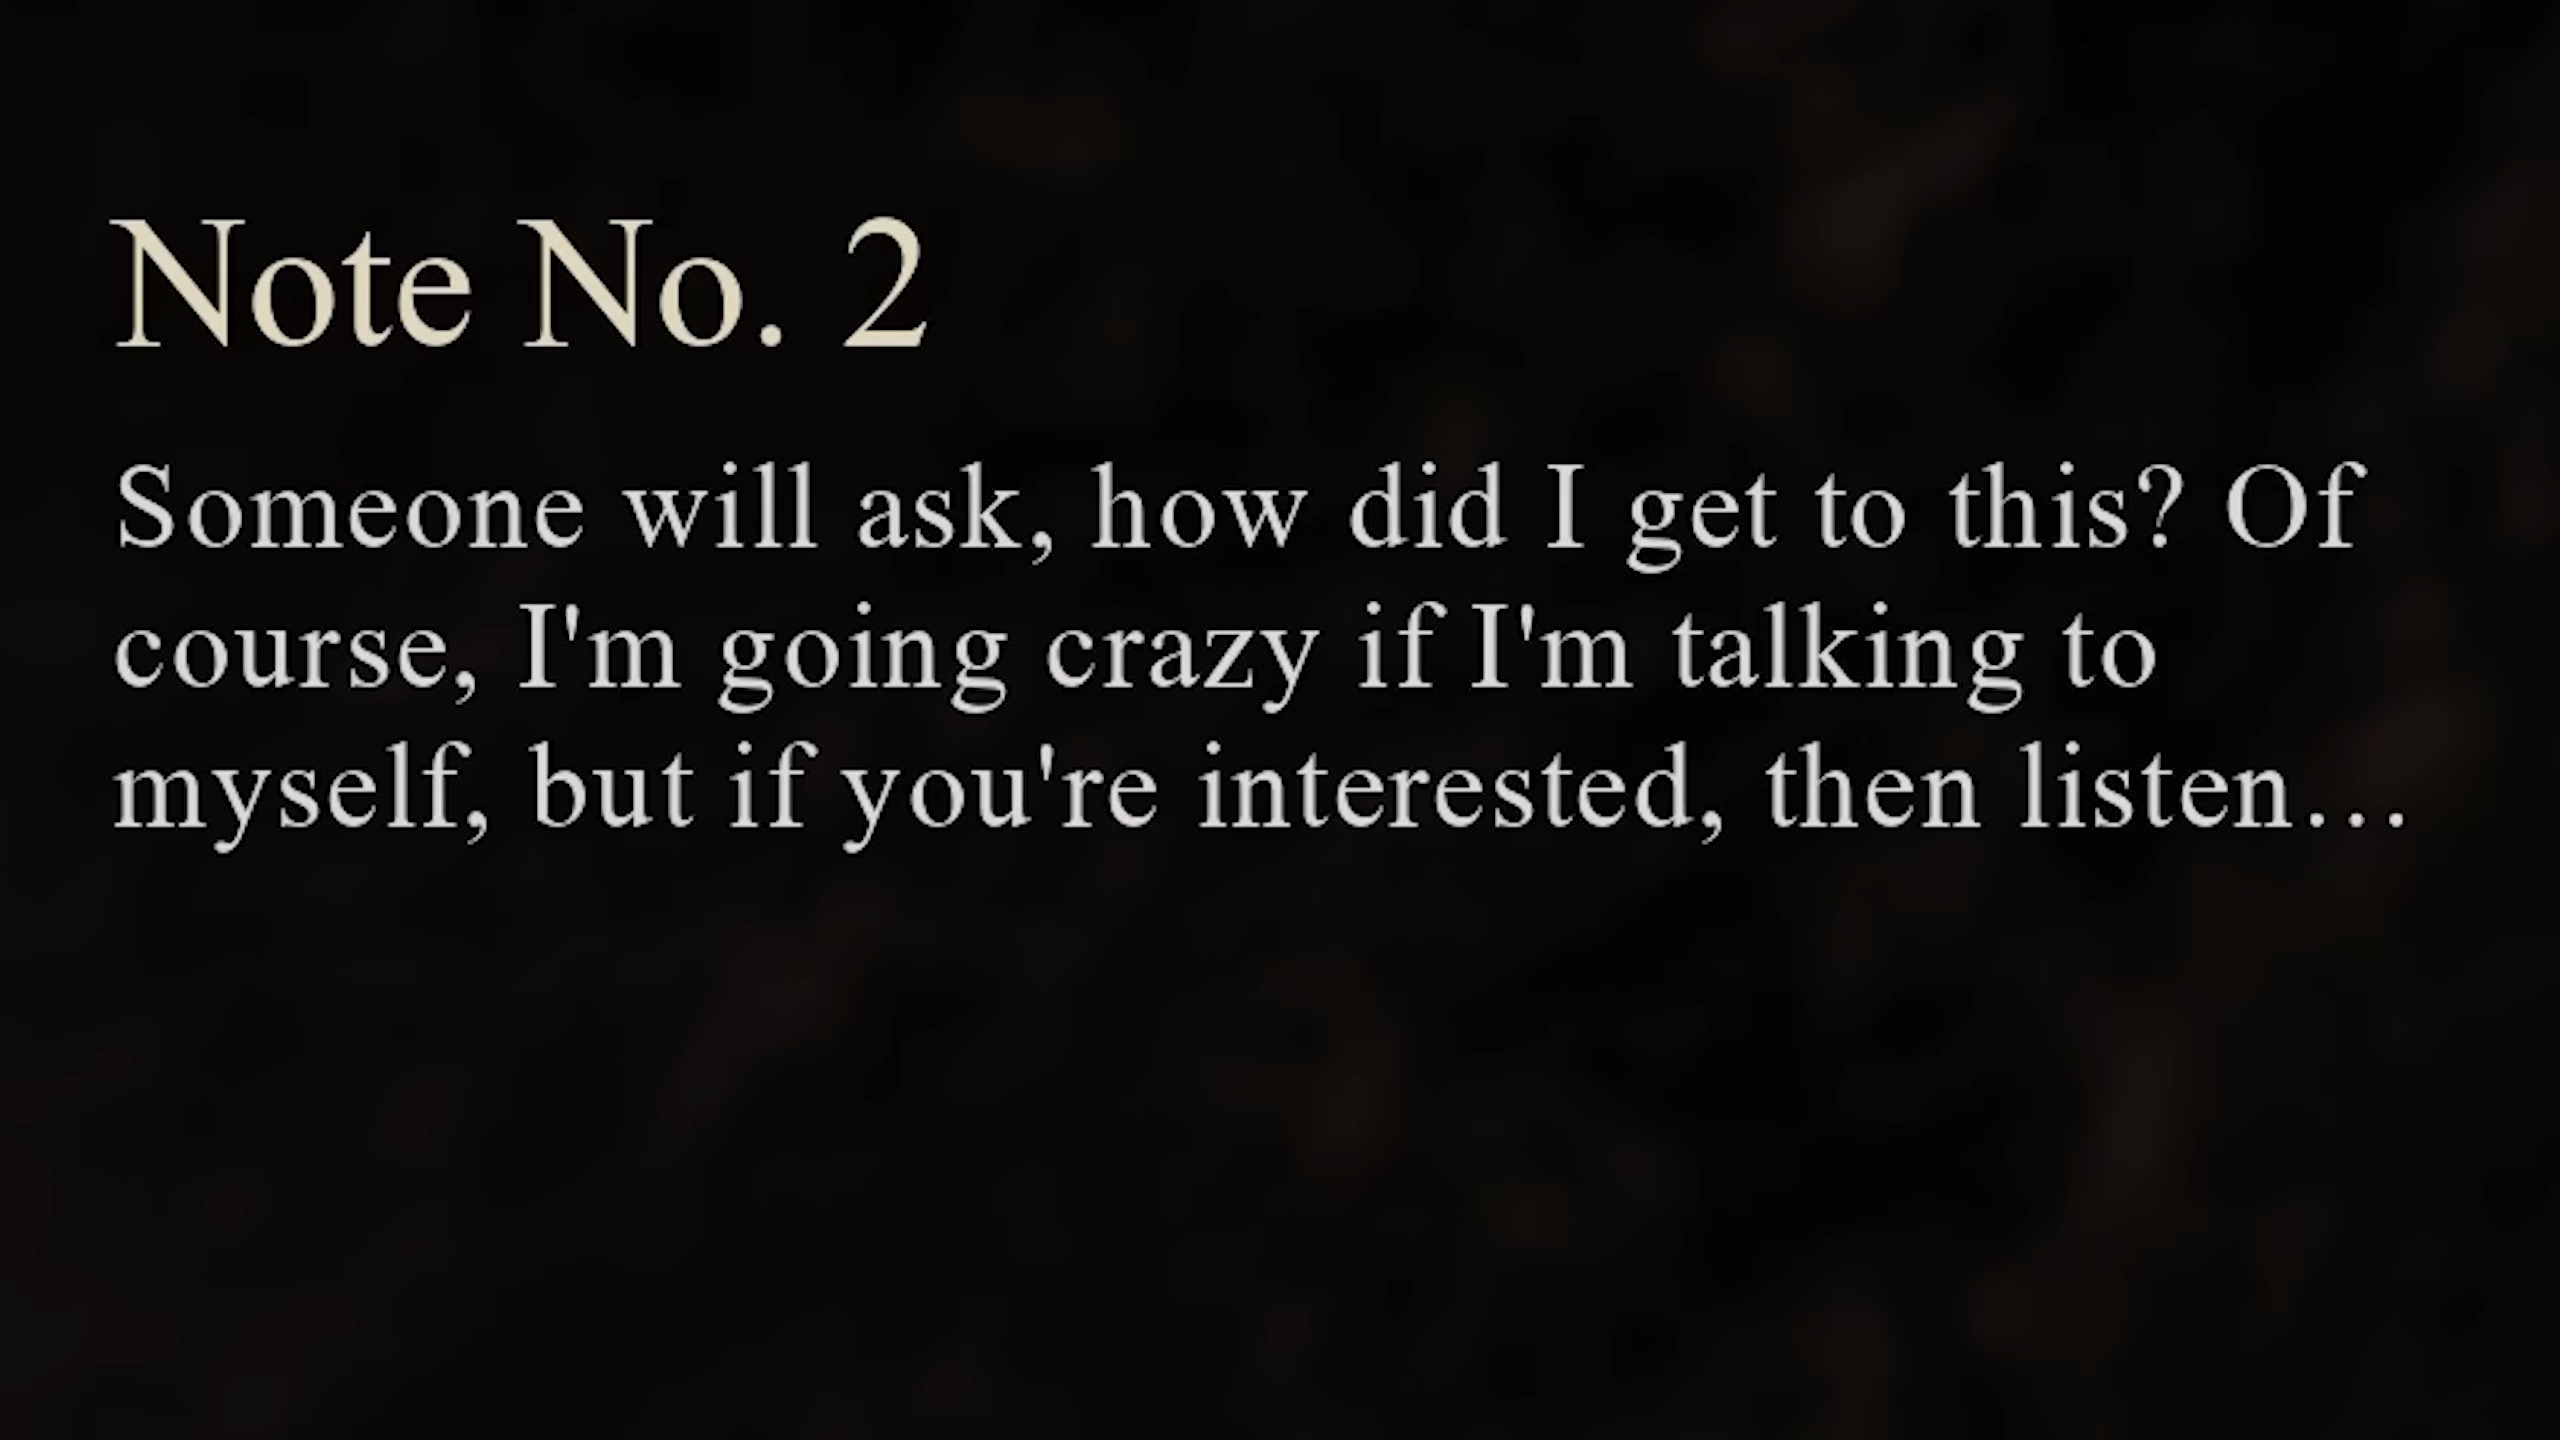 Note No. 2
Someone will ask, how did I get to this? Of
course, I'm going crazy if I'm talking to
myself, but if you're interested, then listen…